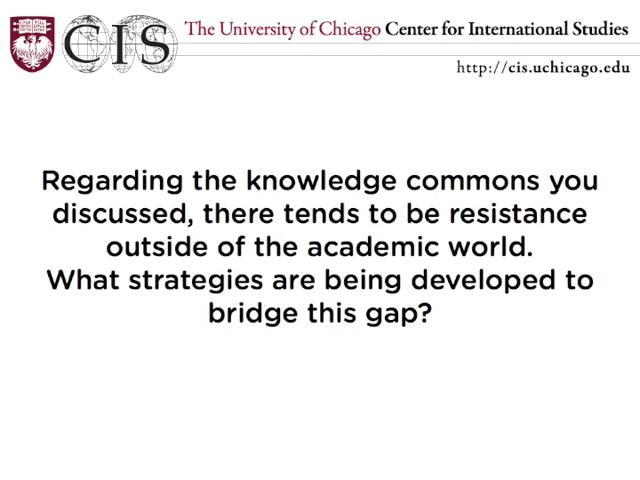 CIS The University of Chicago Center for International Studies
http://cis.uchicago.edu
Regarding the knowledge commons you
discussed, there tends to be resistance
outside of the academic world.
What strategies are being developed to
bridge this gap?